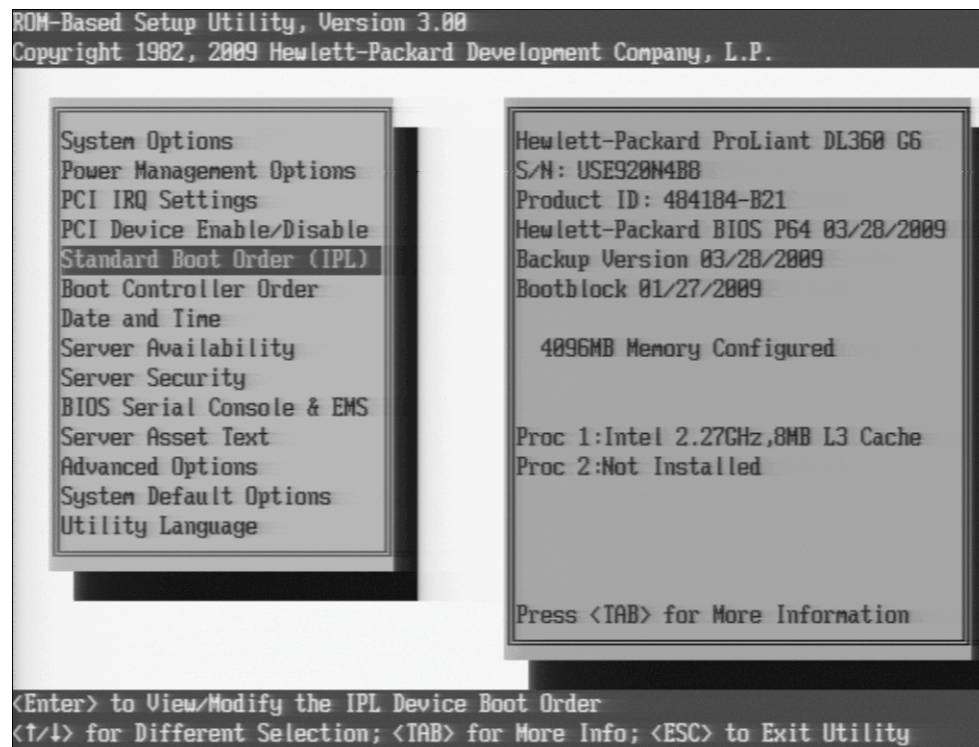 ROM-Based Setup Utility, Version 3.00
Copyright 1982, 2009 Hewlett-Packard Development Company, L.P.
System Options
Power Management Options
PCI IRQ Settings
PCI Device Enable/Disable
Standard Boot Order (IPL)
Boot Controller Order
Date and Time
Server Availability
Server Security
BIOS Serial Console & EMS
Server Asset Text
Advanced Options
System Default Options
Utility Language
Hewlett-Packard ProLiant DL360 G6
S/N: USE920N4B8
Product ID: 484184-B21
Hewlett-Packard BIOS P64 03/28/2009
Backup Version 03/28/2009
Bootblock 01/27/2009
4096MB Memory Configured
Proc 1:Intel 2.27GHz,8MB L3 Cache
Proc 2:Not Installed
Press <TAB> for More Information
<Enter> to View/Modify the IPL Device Boot Order
<↑/↓> for Different Selection; <TAB> for More Info; <ESC> to Exit Utility